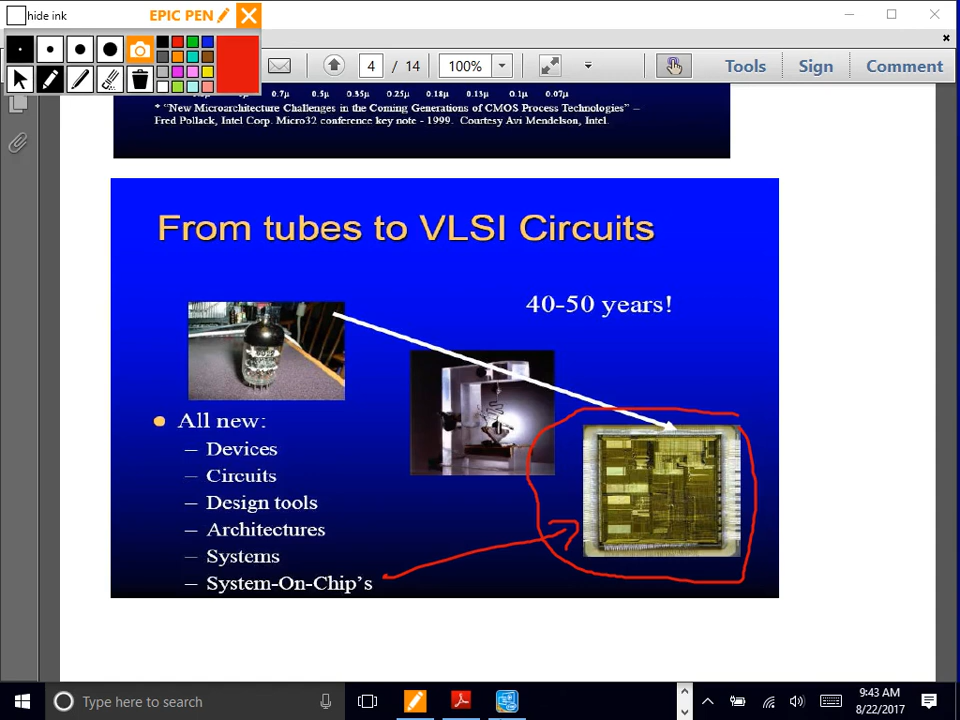 hide ink
EPIC PEN
4 / 14
100%
Tools
Sign
Comment
0.7µ 0.5µ 0.35µ 0.25µ 0.18µ 0.13µ 0.1µ 0.07µ
* “New Microarchitecture Challenges in the Coming Generations of CMOS Process Technologies” –
Fred Pollack, Intel Corp. Micro32 conference key note - 1999. Courtesy Avi Mendelson, Intel.
From tubes to VLSI Circuits
40-50 years!
All new:
– Devices
– Circuits
– Design tools
– Architectures
– Systems
– System-On-Chip’s
Type here to search
9:43 AM
8/22/2017